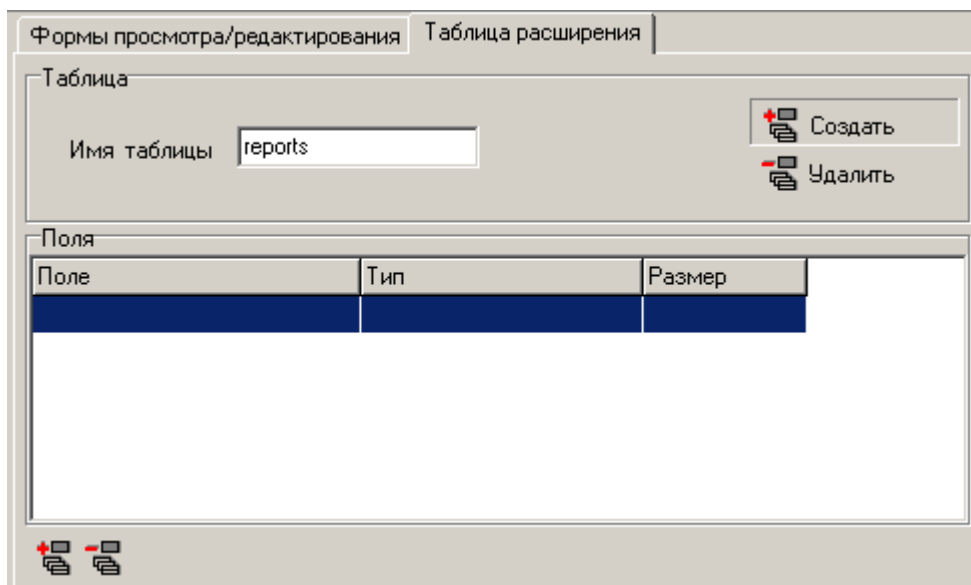 Формы просмотра/редактирования Таблица расширения
Таблица
Имя таблицы reports
Создать
Удалить
Поля
Поле Тип Размер